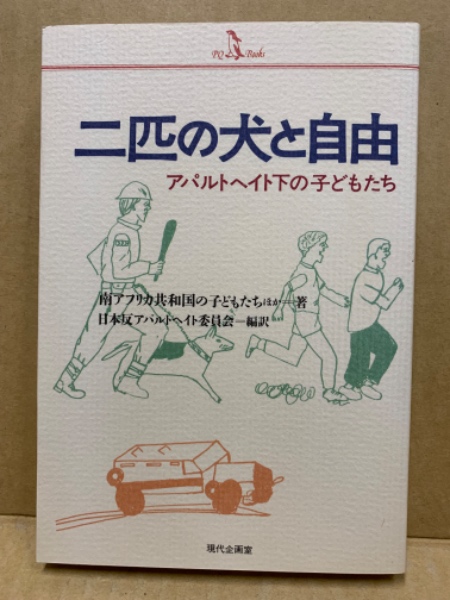 PQ Books
二匹の犬と自由
アパルトヘイト下の子どもたち
南アフリカ共和国の子どもたちほか―著
日本反アパルトヘイト委員会―編訳
現代企画室